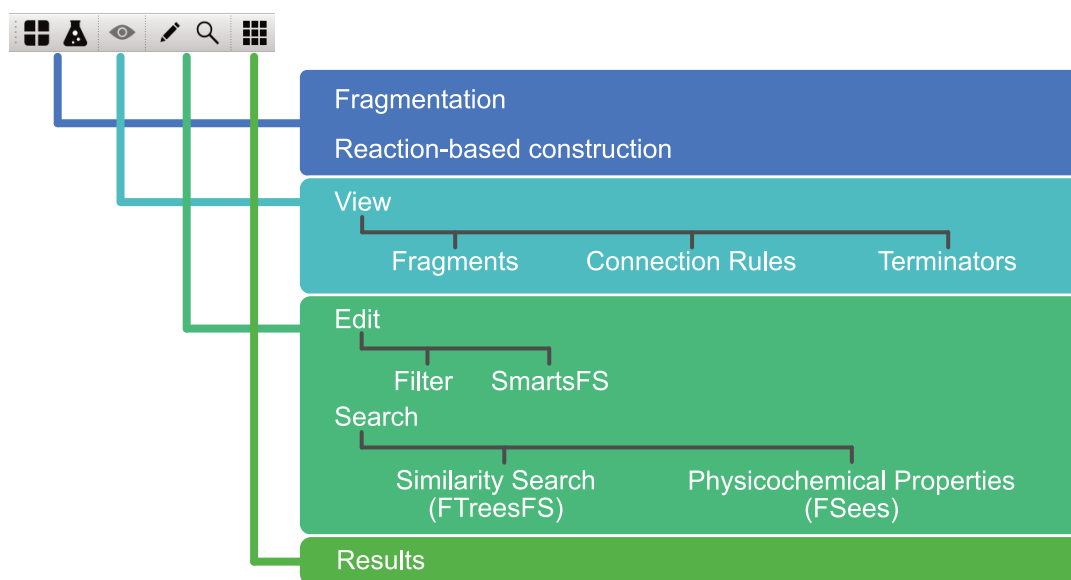 Fragmentation
Reaction-based construction
View
Fragments Connection Rules Terminators
Edit
Filter SmartsFS
Search
Similarity Search Physicochemical Properties
(FTreesFS) (FSees)
Results